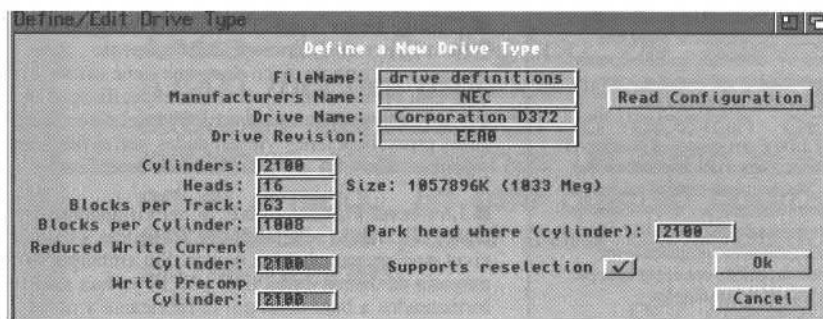 Define/Edit Drive Type
Define a New Drive Type
FileName: drive definitions
Manufacturers Name: NEC Read Configuration
Drive Name: Corporation D372
Drive Revision: EER0
Cylinders: 2100
Heads: 16 Size: 1057896K (1033 Meg)
Blocks per Track: 63
Blocks per Cylinder: 1008 Park head where (cylinder): 2100
Reduced Write Current
Cylinder: 2100 Supports reselection ✓ Ok
Write Precomp
Cylinder: 2100 Cancel